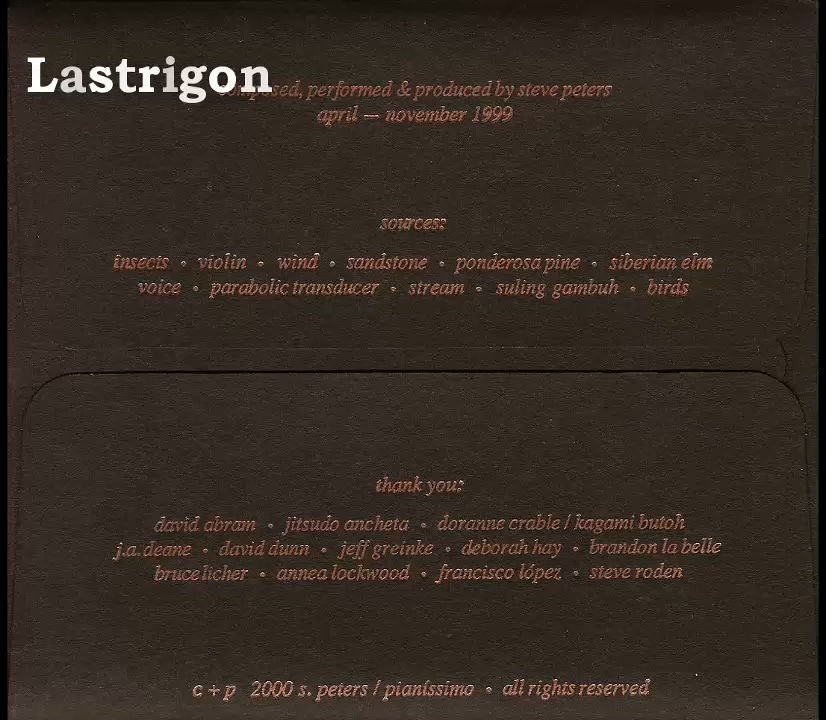 Lastrigon
composed, performed & produced by steve peters
april — november 1999
sources:
insects • violin • wind • sandstone • ponderosa pine • siberian elm
voice • parabolic transducer • stream • suling gambuh • birds
thank you:
david abram • jitsudo ancheta • doranne crable / kagami butoh
j.a. deane • david dunn • jeff greinke • deborah hay • brandon la belle
bruce licher • annea lockwood • francisco lópez • steve roden
c + p 2000 s. peters / pianíssimo • all rights reserved